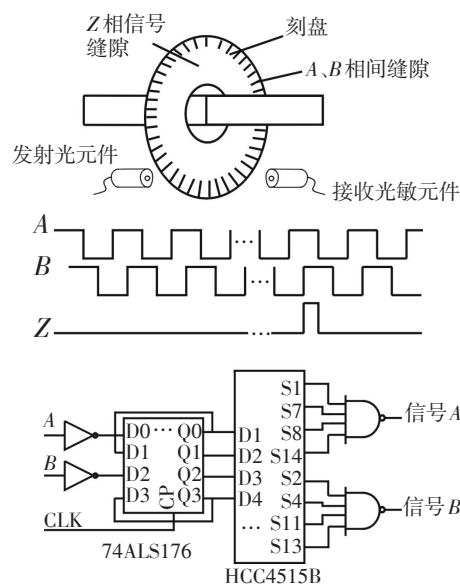 Z相信号
缝隙
刻盘
A、B相间缝隙
发射光元件
接收光敏元件
A
...
B
...
Z
...
S1
S7
S8
S14
S2
S4
S11
S13
信号A
信号B
A
B
CLK
D0 ... Q0
D1 Q1
D2 Q2
D3 Q3
CP
74ALS176
D1
D2
D3
D4
...
HCC4515B